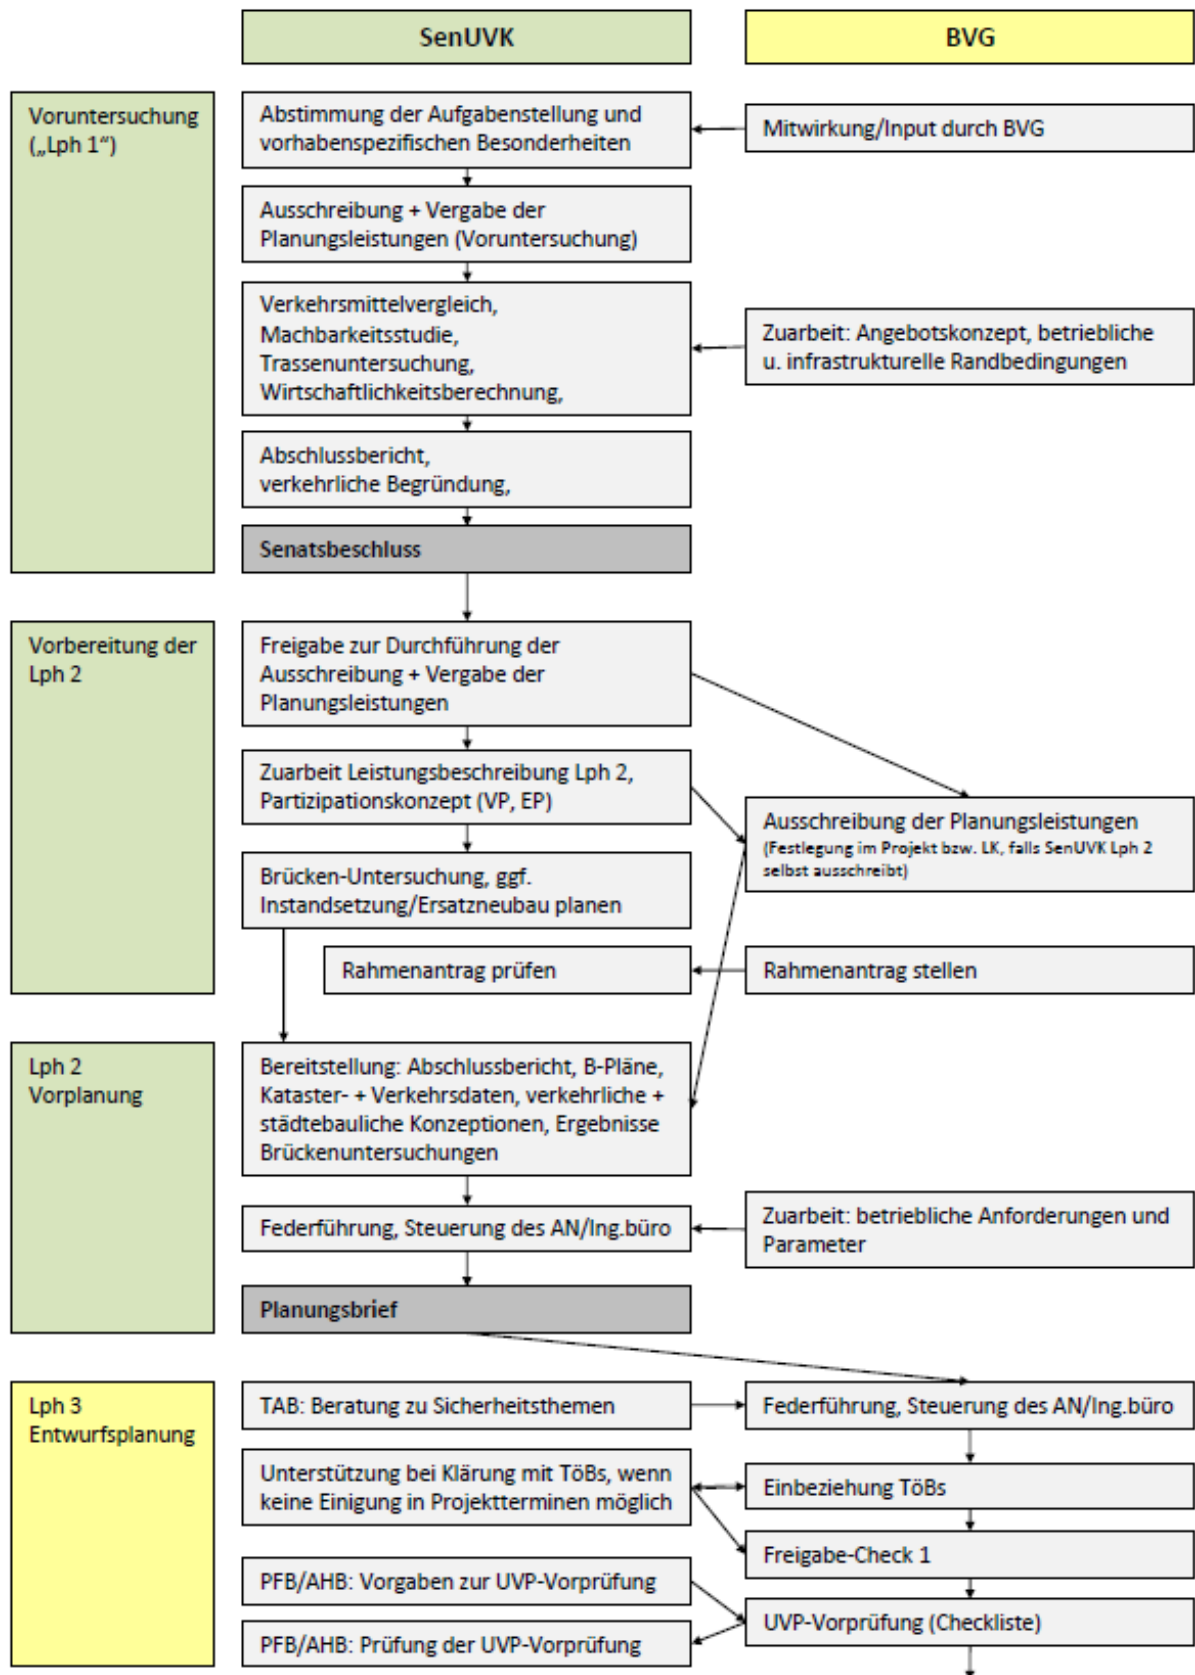 SenUVK
BVG
Voruntersuchung
(„Lph 1“)
Abstimmung der Aufgabenstellung und
vorhabenspezifischen Besonderheiten
Mitwirkung/Input durch BVG
Ausschreibung + Vergabe der
Planungsleistungen (Voruntersuchung)
Verkehrsmittelvergleich,
Machbarkeitsstudie,
Trassenuntersuchung,
Wirtschaftlichkeitsberechnung,
Zuarbeit: Angebotskonzept, betriebliche
u. infrastrukturelle Randbedingungen
Abschlussbericht,
verkehrliche Begründung,
Senatsbeschluss
Vorbereitung der
Lph 2
Freigabe zur Durchführung der
Ausschreibung + Vergabe der
Planungsleistungen
Zuarbeit Leistungsbeschreibung Lph 2,
Partizipationskonzept (VP, EP)
Ausschreibung der Planungsleistungen
(Festlegung im Projekt bzw. LK, falls SenUVK Lph 2
selbst ausschreibt)
Brücken-Untersuchung, ggf.
Instandsetzung/Ersatzneubau planen
Rahmenantrag prüfen
Rahmenantrag stellen
Lph 2
Vorplanung
Bereitstellung: Abschlussbericht, B-Pläne,
Kataster- + Verkehrsdaten, verkehrliche +
städtebauliche Konzeptionen, Ergebnisse
Brückenuntersuchungen
Federführung, Steuerung des AN/Ing.büro
Zuarbeit: betriebliche Anforderungen und
Parameter
Planungsbrief
Lph 3
Entwurfsplanung
TAB: Beratung zu Sicherheitsthemen
Federführung, Steuerung des AN/Ing.büro
Unterstützung bei Klärung mit TöBs, wenn
keine Einigung in Projektterminen möglich
Einbeziehung TöBs
Freigabe-Check 1
PFB/AHB: Vorgaben zur UVP-Vorprüfung
UVP-Vorprüfung (Checkliste)
PFB/AHB: Prüfung der UVP-Vorprüfung